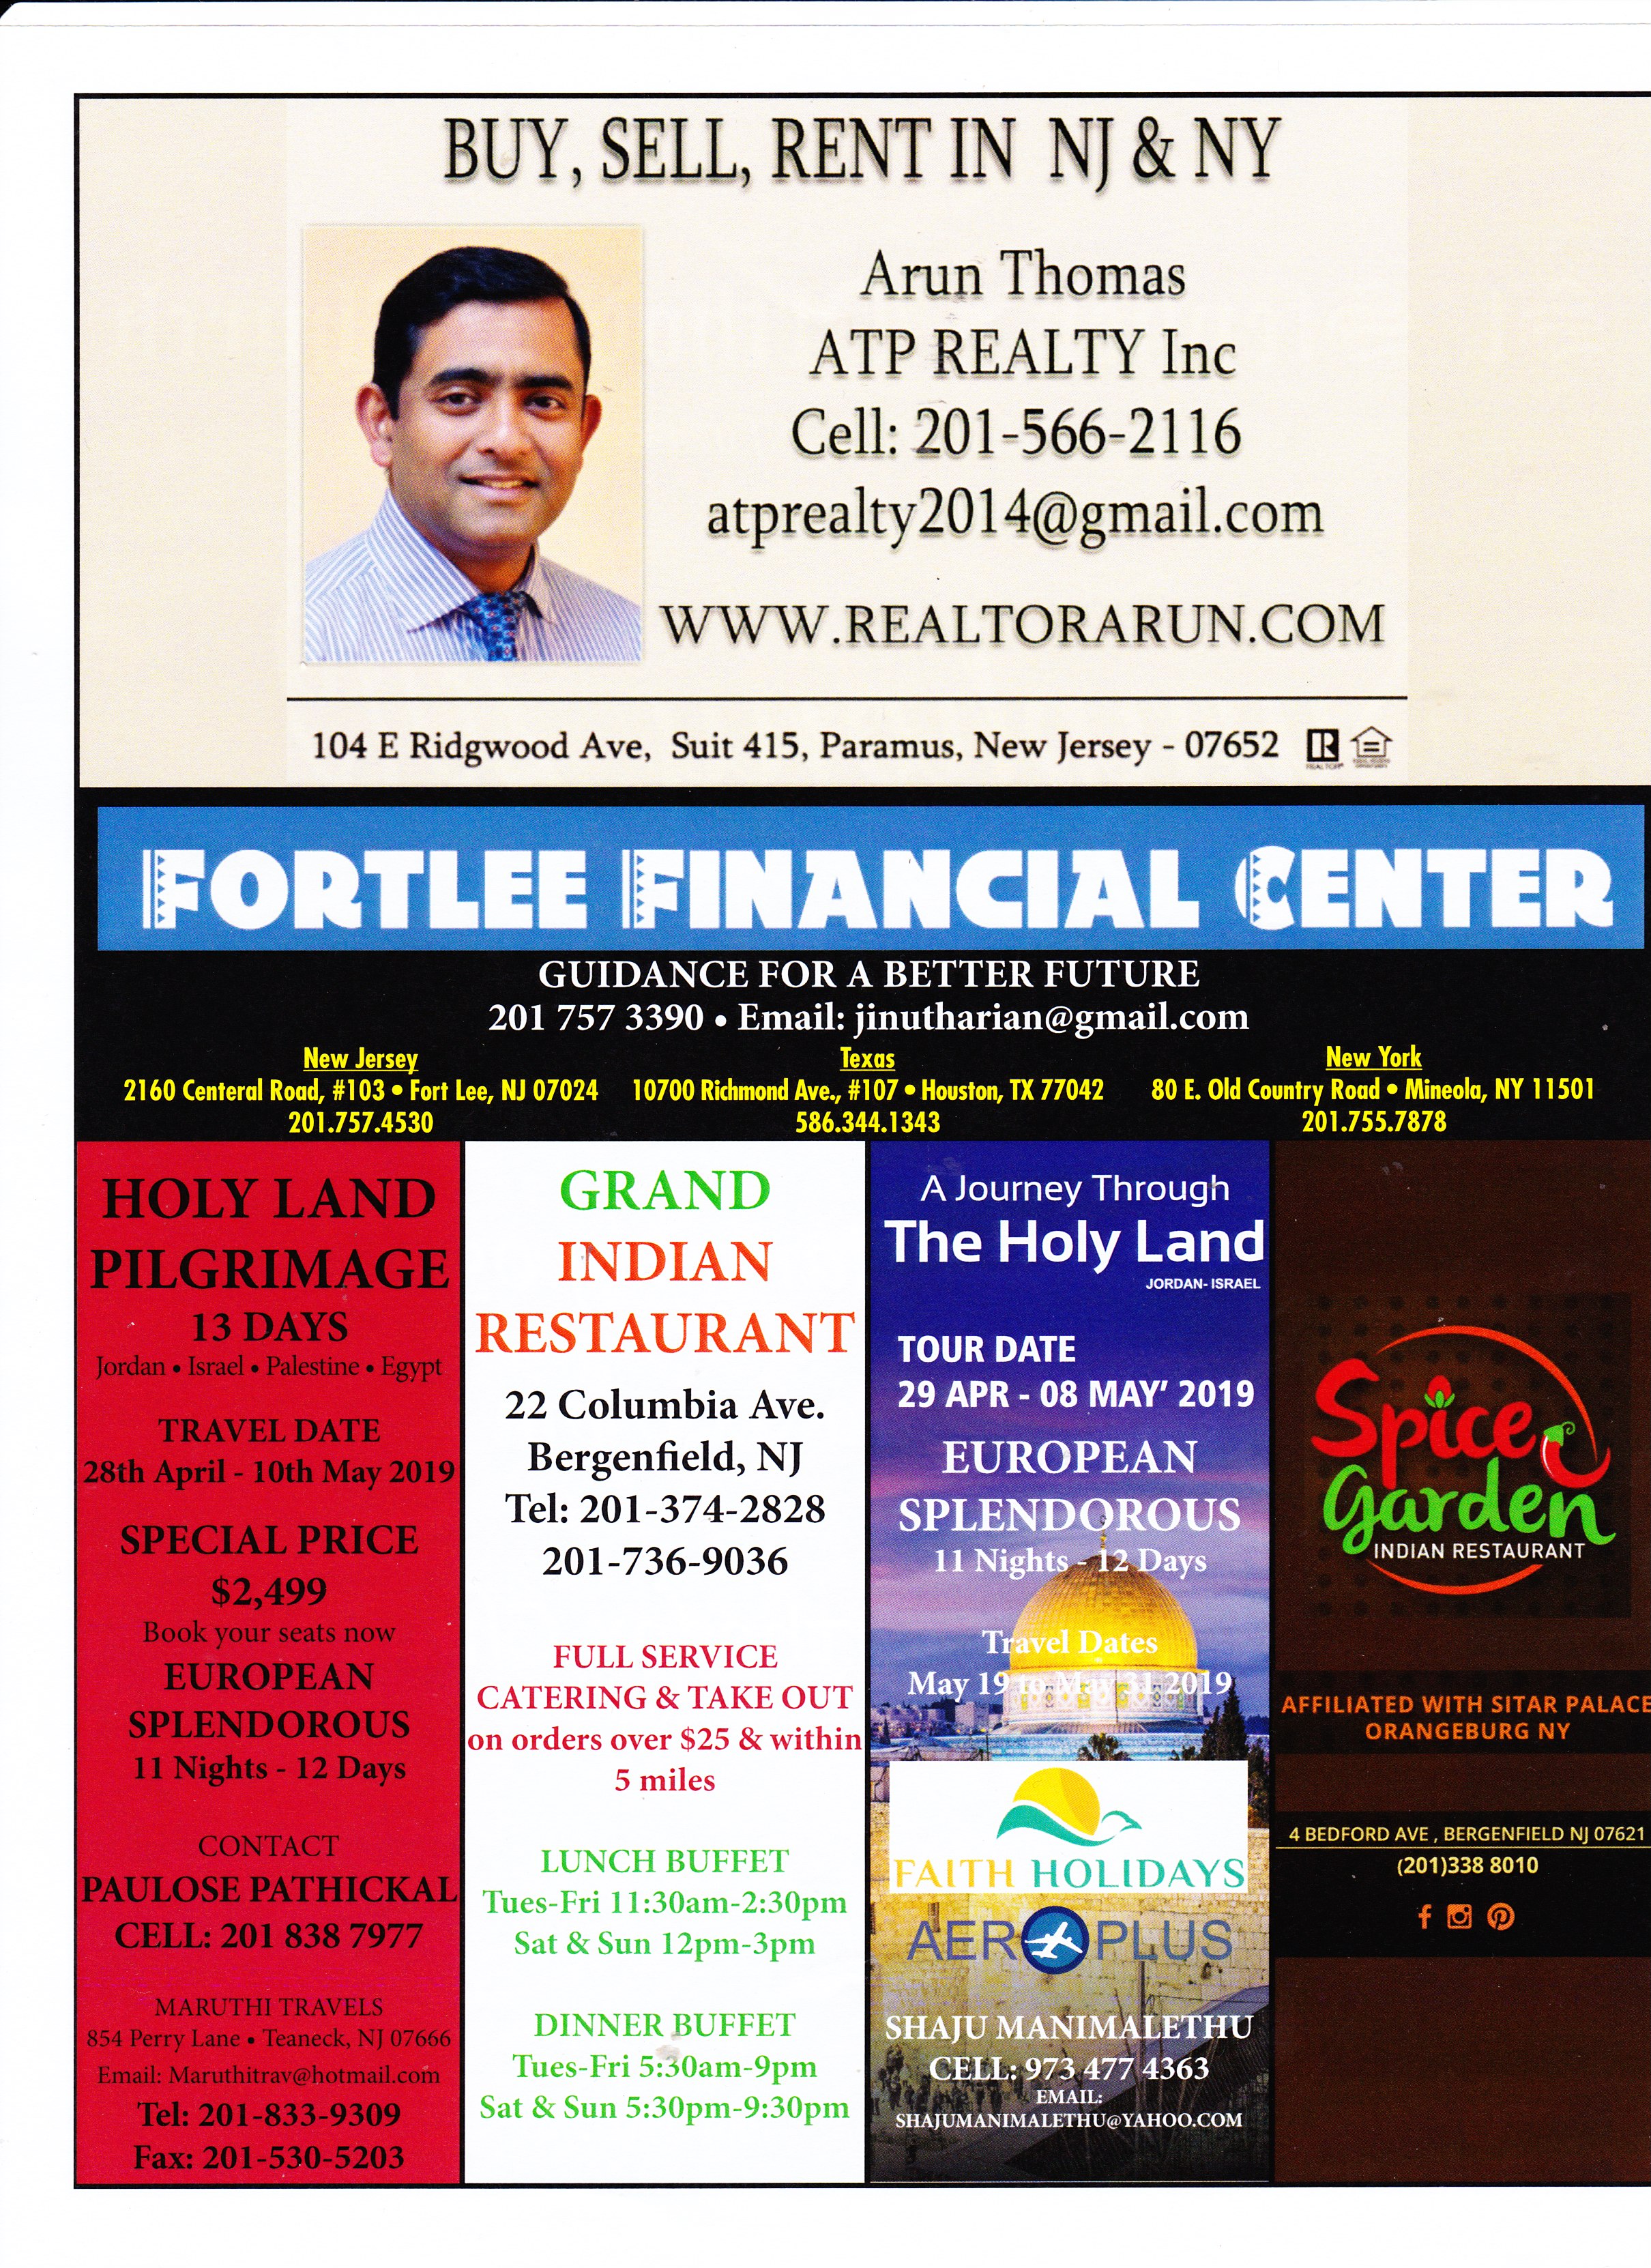 BUY, SELL, RENT IN NJ & NY
Arun Thomas
ATP REALTY Inc
Cell: 201-566-2116
atprealty2014@gmail.com
WWW.REALTORARUN.COM
104 E Ridgwood Ave, Suit 415, Paramus, New Jersey - 07652
REALTOR®
FORTLEE FINANCIAL CENTER
GUIDANCE FOR A BETTER FUTURE
201 757 3390 • Email: jinutharian@gmail.com
New Jersey
2160 Centeral Road, #103 • Fort Lee, NJ 07024
201.757.4530
Texas
10700 Richmond Ave., #107 • Houston, TX 77042
586.344.1343
New York
80 E. Old Country Road • Mineola, NY 11501
201.755.7878
HOLY LAND
PILGRIMAGE
13 DAYS
Jordan • Israel • Palestine • Egypt
TRAVEL DATE
28th April - 10th May 2019
SPECIAL PRICE
$2,499
Book your seats now
EUROPEAN
SPLENDOROUS
11 Nights - 12 Days
CONTACT
PAULOSE PATHICKAL
CELL: 201 838 7977
MARUTHI TRAVELS
854 Perry Lane • Teaneck, NJ 07666
Email: Maruthitrav@hotmail.com
Tel: 201-833-9309
Fax: 201-530-5203
GRAND
INDIAN
RESTAURANT
22 Columbia Ave.
Bergenfield, NJ
Tel: 201-374-2828
201-736-9036
FULL SERVICE
CATERING & TAKE OUT
on orders over $25 & within
5 miles
LUNCH BUFFET
Tues-Fri 11:30am-2:30pm
Sat & Sun 12pm-3pm
DINNER BUFFET
Tues-Fri 5:30am-9pm
Sat & Sun 5:30pm-9:30pm
A Journey Through
The Holy Land
JORDAN- ISRAEL
TOUR DATE
29 APR - 08 MAY' 2019
EUROPEAN
SPLENDOROUS
11 Nights - 12 Days
Travel Dates
May 19 to May 31 2019
FAITH HOLIDAYS
AEROPLUS
SHAJU MANIMALETHU
CELL: 973 477 4363
EMAIL:
SHAJUMANIMALETHU@YAHOO.COM
Spice
Garden
INDIAN RESTAURANT
AFFILIATED WITH SITAR PALACE
ORANGEBURG NY
4 BEDFORD AVE , BERGENFIELD NJ 07621
(201)338 8010